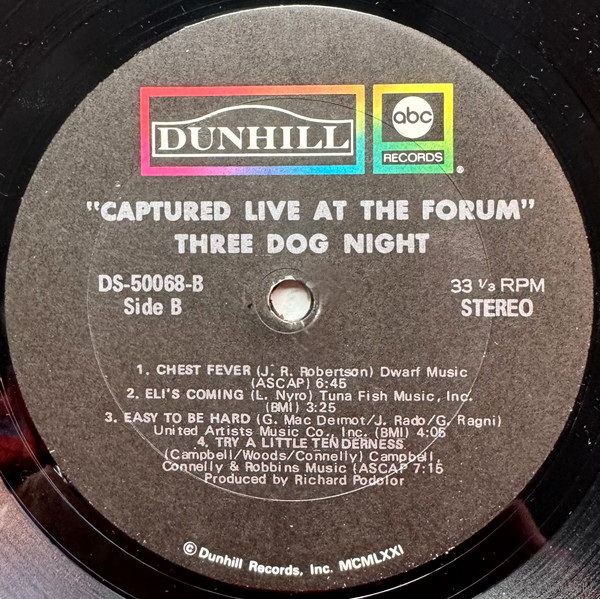 DUNHILL
abc
RECORDS
®
"CAPTURED LIVE AT THE FORUM"
THREE DOG NIGHT
DS-50068-B
Side B
33 1/3 RPM
STEREO
1. CHEST FEVER (J. R. Robertson) Dwarf Music
(ASCAP) 6:45
2. ELI'S COMING (L. Nyro) Tuna Fish Music, Inc.
(BMI) 3:25
3. EASY TO BE HARD (G. Mac Deimot/J. Rado/G. Ragni)
United Artists Music Co., Inc. (BMI) 4:05
4. TRY A LITTLE TENDERNESS
(Campbell/Woods/Connelly) Campbell,
Connelly & Robbins Music (ASCAP 7:15
Produced by Richard Podolor
© Dunhill Records, Inc. MCMLXXI